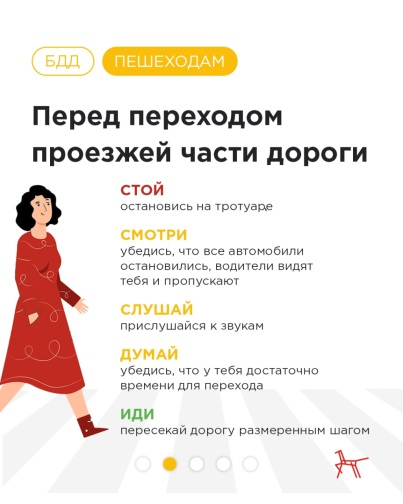 БДД
ПЕШЕХОДАМ
Перед переходом
проезжей части дороги
СТОЙ
остановись на тротуаре
СМОТРИ
убедись, что все автомобили
остановились, водители видят
тебя и пропускают
СЛУШАЙ
прислушайся к звукам
ДУМАЙ
убедись, что у тебя достаточно
времени для перехода
ИДИ
пересекай дорогу размеренным шагом